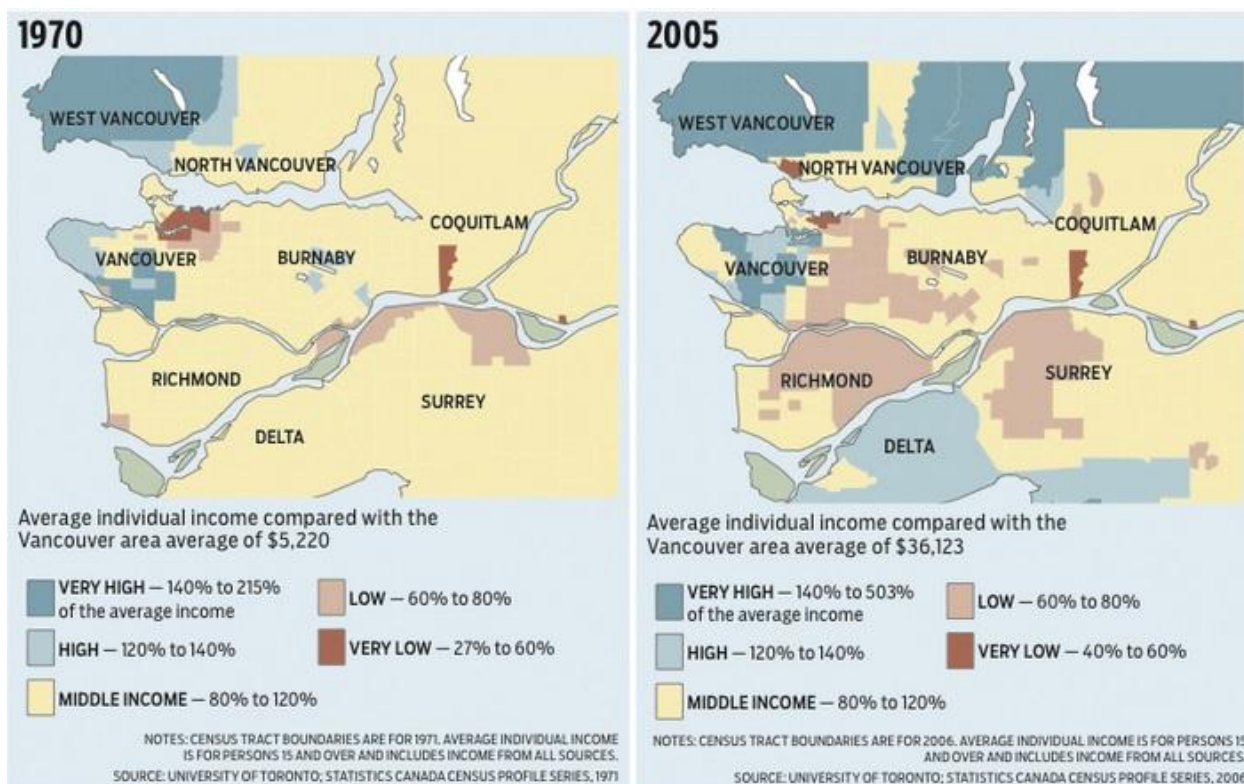 1970
WEST VANCOUVER
NORTH VANCOUVER
COQUITLAM
VANCOUVER
BURNABY
RICHMOND
SURREY
DELTA
Average individual income compared with the
Vancouver area average of $5,220
VERY HIGH — 140% to 215%
of the average income
HIGH — 120% to 140%
MIDDLE INCOME — 80% to 120%
LOW — 60% to 80%
VERY LOW — 27% to 60%
NOTES: CENSUS TRACT BOUNDARIES ARE FOR 1971. AVERAGE INDIVIDUAL INCOME
IS FOR PERSONS 15 AND OVER AND INCLUDES INCOME FROM ALL SOURCES.
SOURCE: UNIVERSITY OF TORONTO; STATISTICS CANADA CENSUS PROFILE SERIES, 1971
2005
WEST VANCOUVER
NORTH VANCOUVER
COQUITLAM
VANCOUVER
BURNABY
RICHMOND
SURREY
DELTA
Average individual income compared with the
Vancouver area average of $36,123
VERY HIGH — 140% to 503%
of the average income
HIGH — 120% to 140%
MIDDLE INCOME — 80% to 120%
LOW — 60% to 80%
VERY LOW — 40% to 60%
NOTES: CENSUS TRACT BOUNDARIES ARE FOR 2006. AVERAGE INDIVIDUAL INCOME IS FOR PERSONS 15
AND OVER AND INCLUDES INCOME FROM ALL SOURCES
SOURCE: UNIVERSITY OF TORONTO; STATISTICS CANADA CENSUS PROFILE SERIES, 200